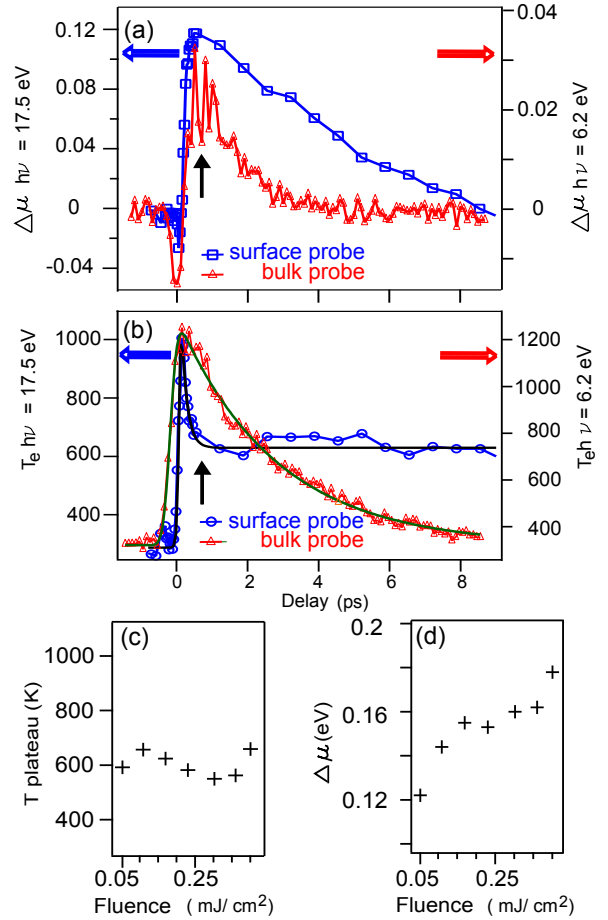 (a)
0.12
0.08
0.04
0
-0.04
Δμ hν = 17.5 eV
0.04
0.02
0
Δμ hν = 6.2 eV
surface probe
bulk probe
(b)
1000
800
600
400
Te hν = 17.5 eV
1200
1000
800
600
400
Te hν = 6.2 eV
surface probe
bulk probe
0 2 4 6 8
Delay (ps)
(c)
1000
800
600
400
T plateau (K)
0.05 0.25
Fluence (mJ/cm²)
(d)
0.2
0.16
0.12
Δμ (eV)
0.05 0.25
Fluence (mJ/cm²)